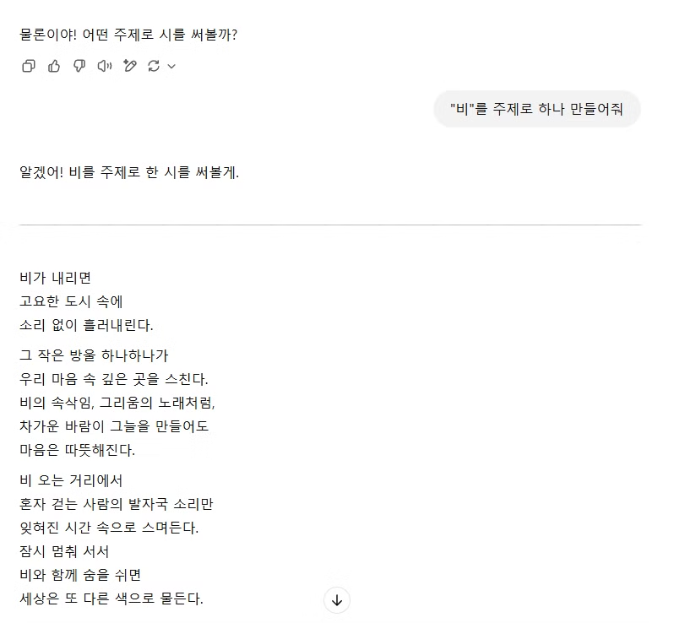 물론이야! 어떤 주제로 시를 써볼까?
"비"를 주제로 하나 만들어줘
알겠어! 비를 주제로 한 시를 써볼게.
비가 내리면
고요한 도시 속에
소리 없이 흘러내린다.
그 작은 방울 하나하나가
우리 마음 속 깊은 곳을 스친다.
비의 속삭임, 그리움의 노래처럼,
차가운 바람이 그늘을 만들어도
마음은 따뜻해진다.
비 오는 거리에서
혼자 걷는 사람의 발자국 소리만
잊혀진 시간 속으로 스며든다.
잠시 멈춰 서서
비와 함께 숨을 쉬면
세상은 또 다른 색으로 물든다.